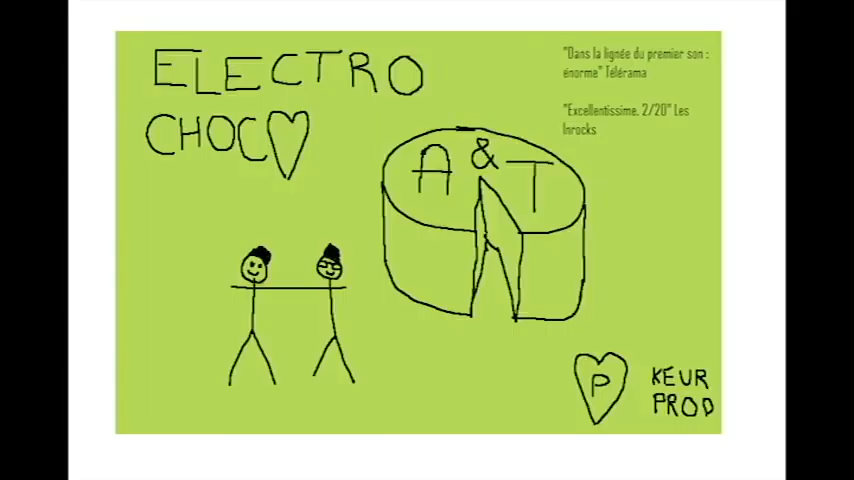 ELECTRO
CHOC
"Dans la lignée du premier son :
énorme" Télérama
"Excellentissime. 2/20" Les
Inrocks
A & T
P
KEUR
PROD